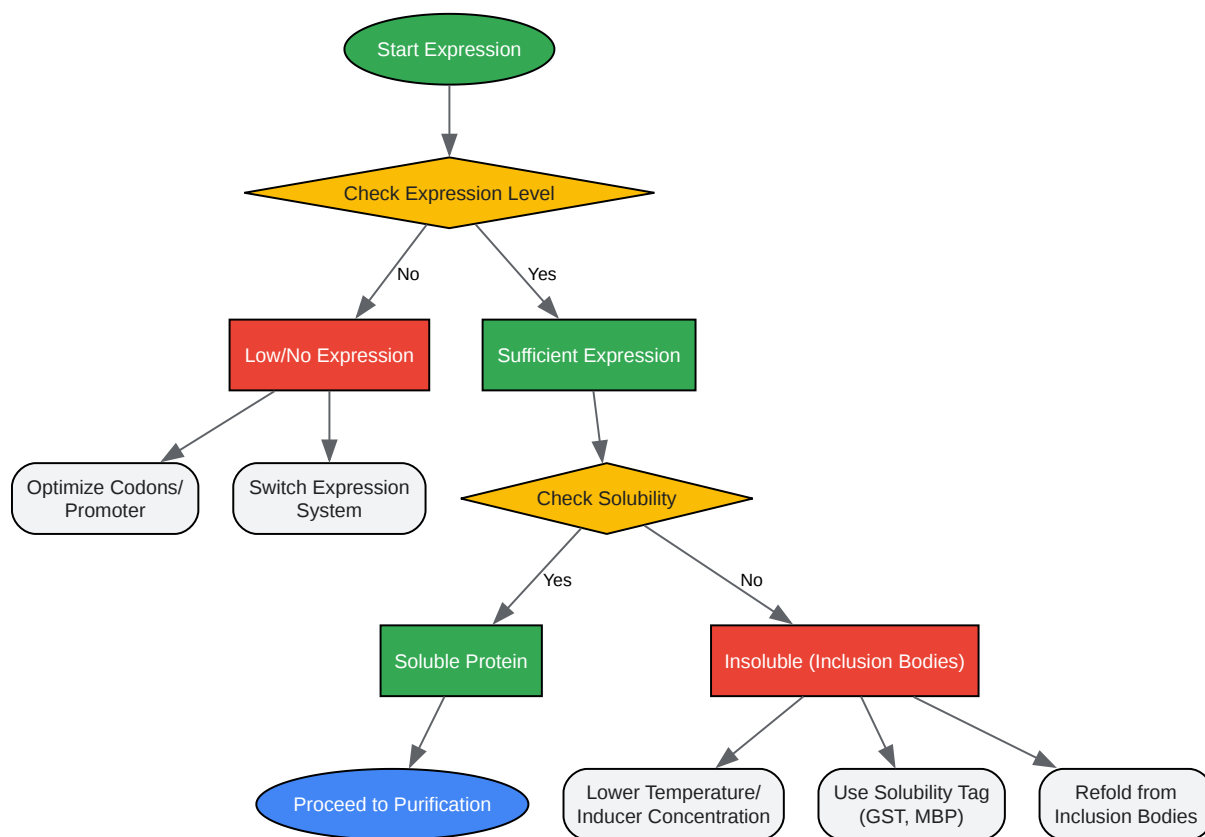 Start Expression
Check Expression Level
No
Yes
Low/No Expression
Sufficient Expression
Optimize Codons/
Promoter
Switch Expression
System
Check Solubility
Yes
No
Soluble Protein
Insoluble (Inclusion Bodies)
Proceed to Purification
Lower Temperature/
Inducer Concentration
Use Solubility Tag
(GST, MBP)
Refold from
Inclusion Bodies